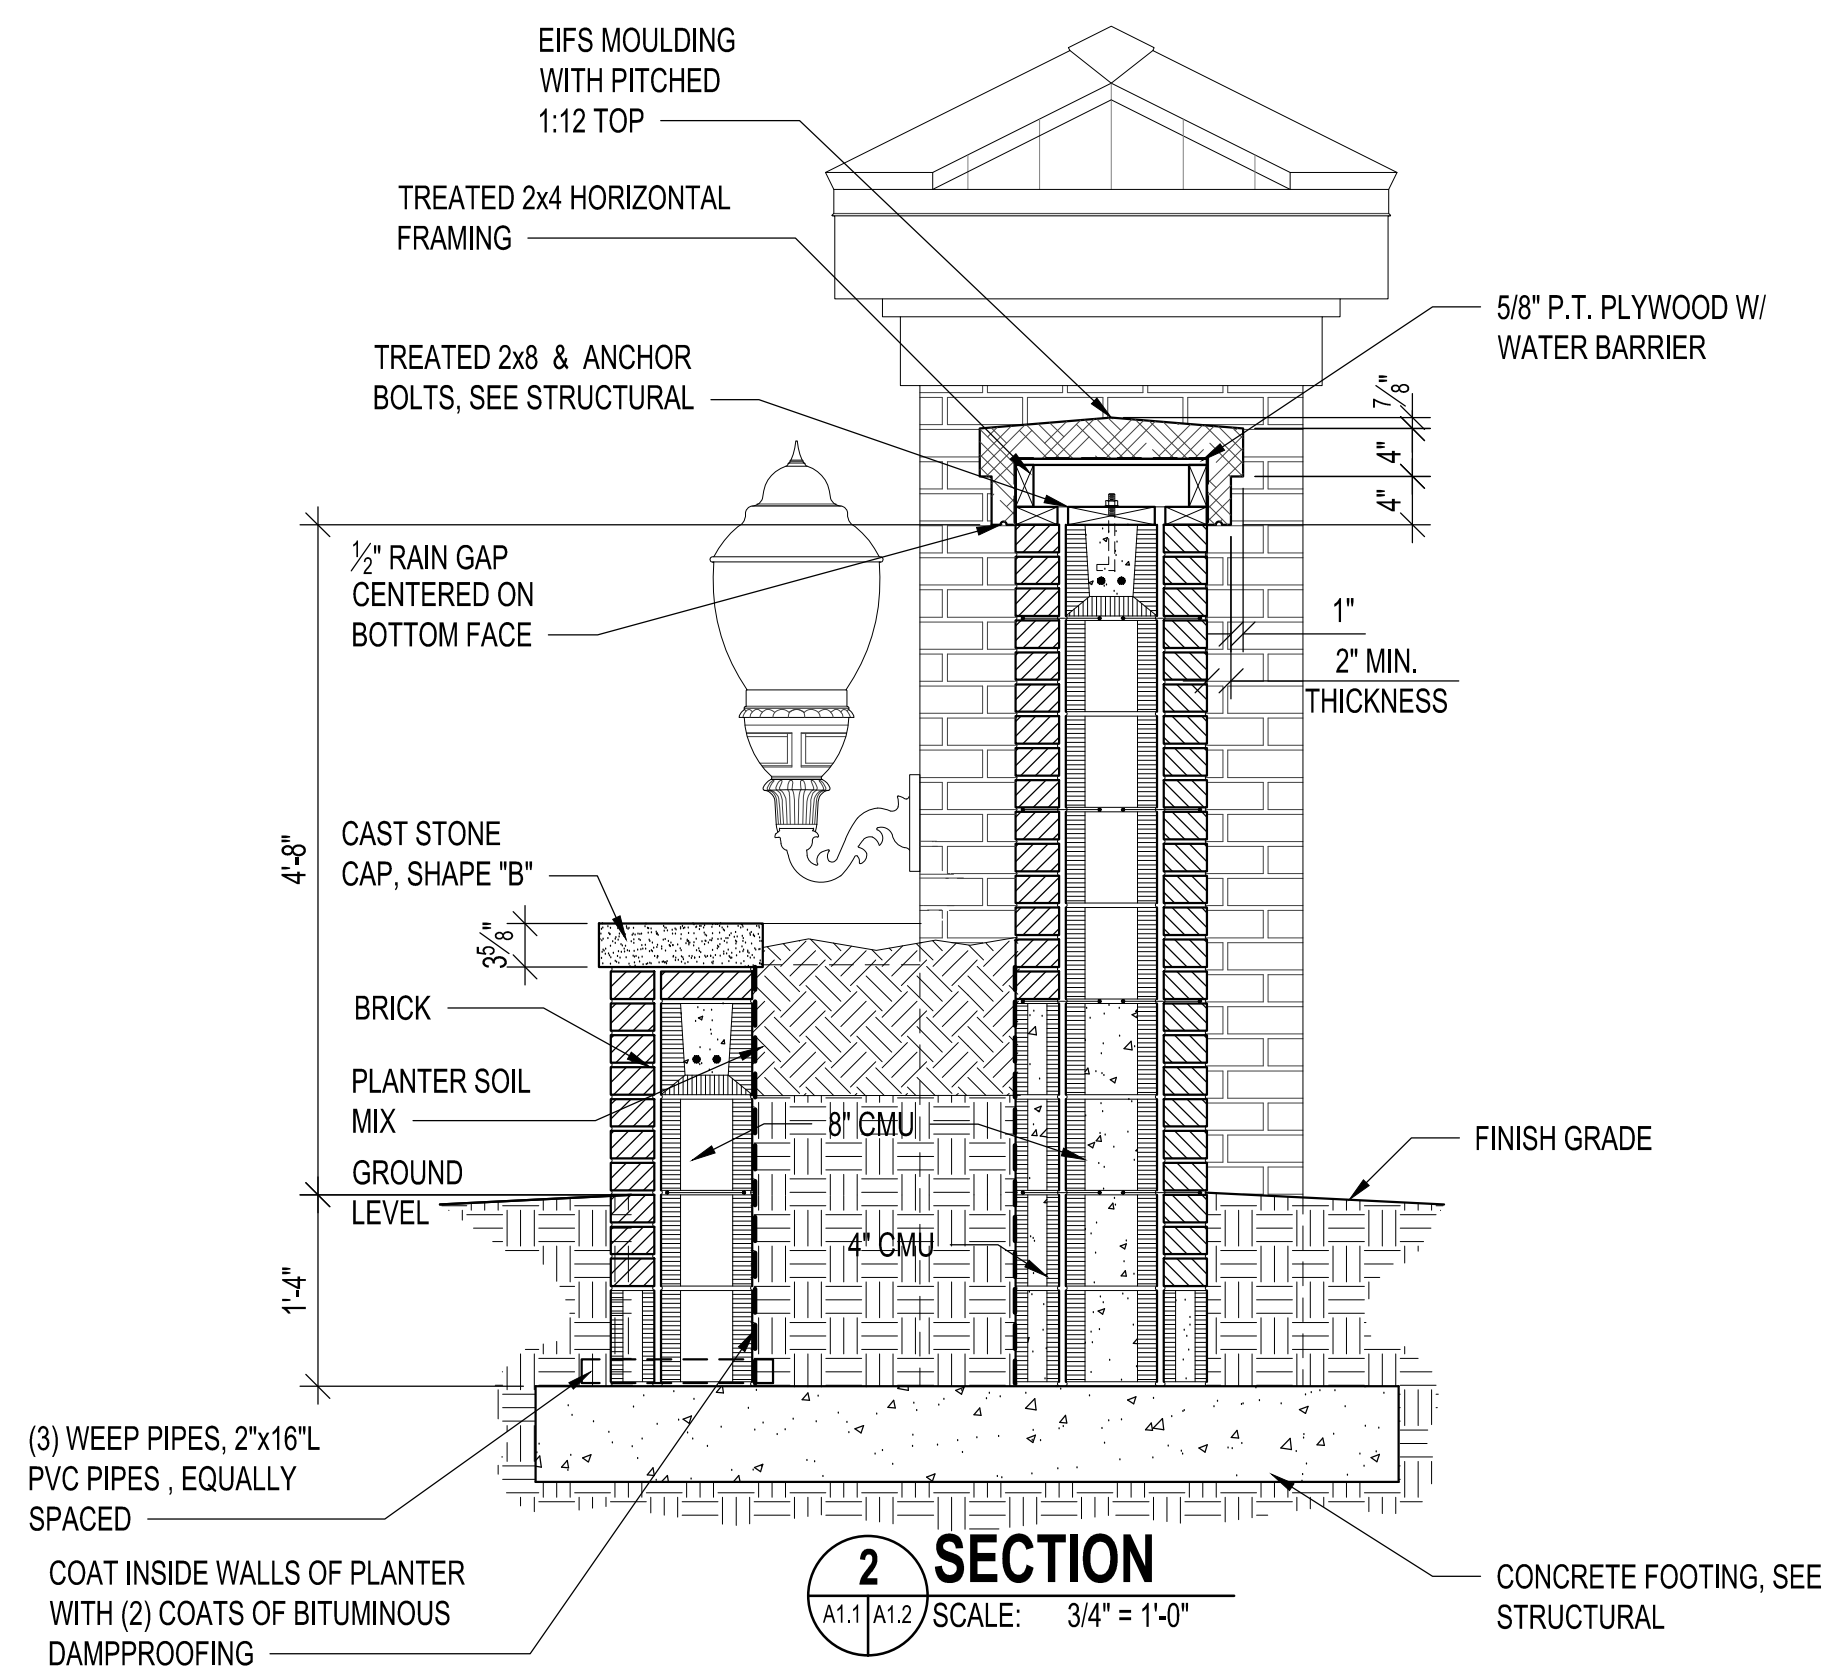 EIFS MOULDING
WITH PITCHED
1:12 TOP
TREATED 2x4 HORIZONTAL
FRAMING
5/8" P.T. PLYWOOD W/
WATER BARRIER
TREATED 2x8 & ANCHOR
BOLTS, SEE STRUCTURAL
7/8"
4"
4"
½" RAIN GAP
CENTERED ON
BOTTOM FACE
1"
2" MIN.
THICKNESS
4'-8"
CAST STONE
CAP, SHAPE "B"
3 5/8"
BRICK
PLANTER SOIL
MIX
8" CMU
FINISH GRADE
GROUND
LEVEL
4" CMU
1'-4"
(3) WEEP PIPES, 2"x16"L
PVC PIPES , EQUALLY
SPACED
COAT INSIDE WALLS OF PLANTER
WITH (2) COATS OF BITUMINOUS
DAMPPROOFING
CONCRETE FOOTING, SEE
STRUCTURAL
2 SECTION
A1.1 A1.2 SCALE: 3/4" = 1'-0"